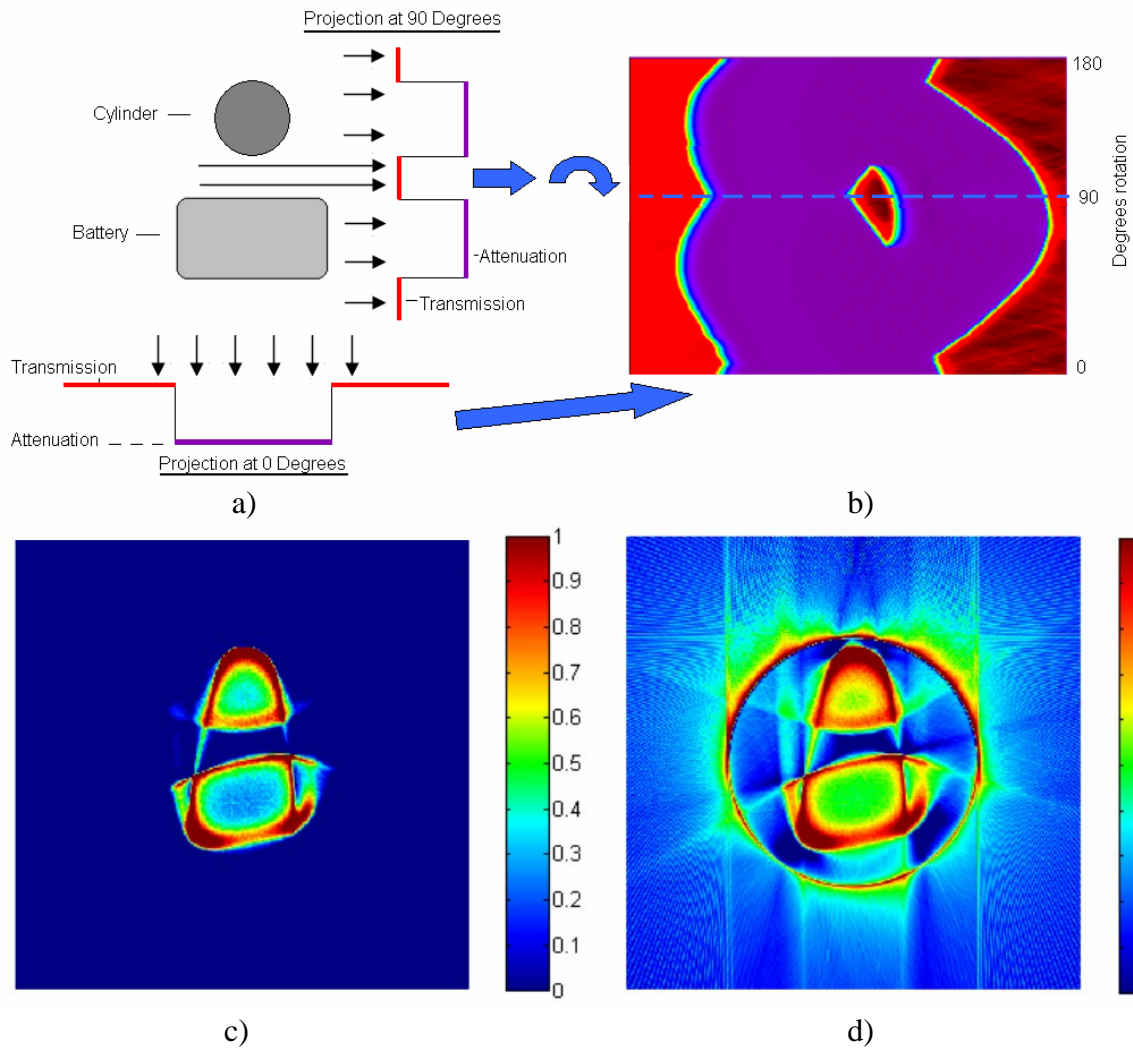 Projection at 90 Degrees
Cylinder
Battery
Attenuation
Transmission
Transmission
Attenuation
Projection at 0 Degrees
180
90
0
Degrees rotation
a)
b)
1
0.9
0.8
0.7
0.6
0.5
0.4
0.3
0.2
0.1
0
c)
d)